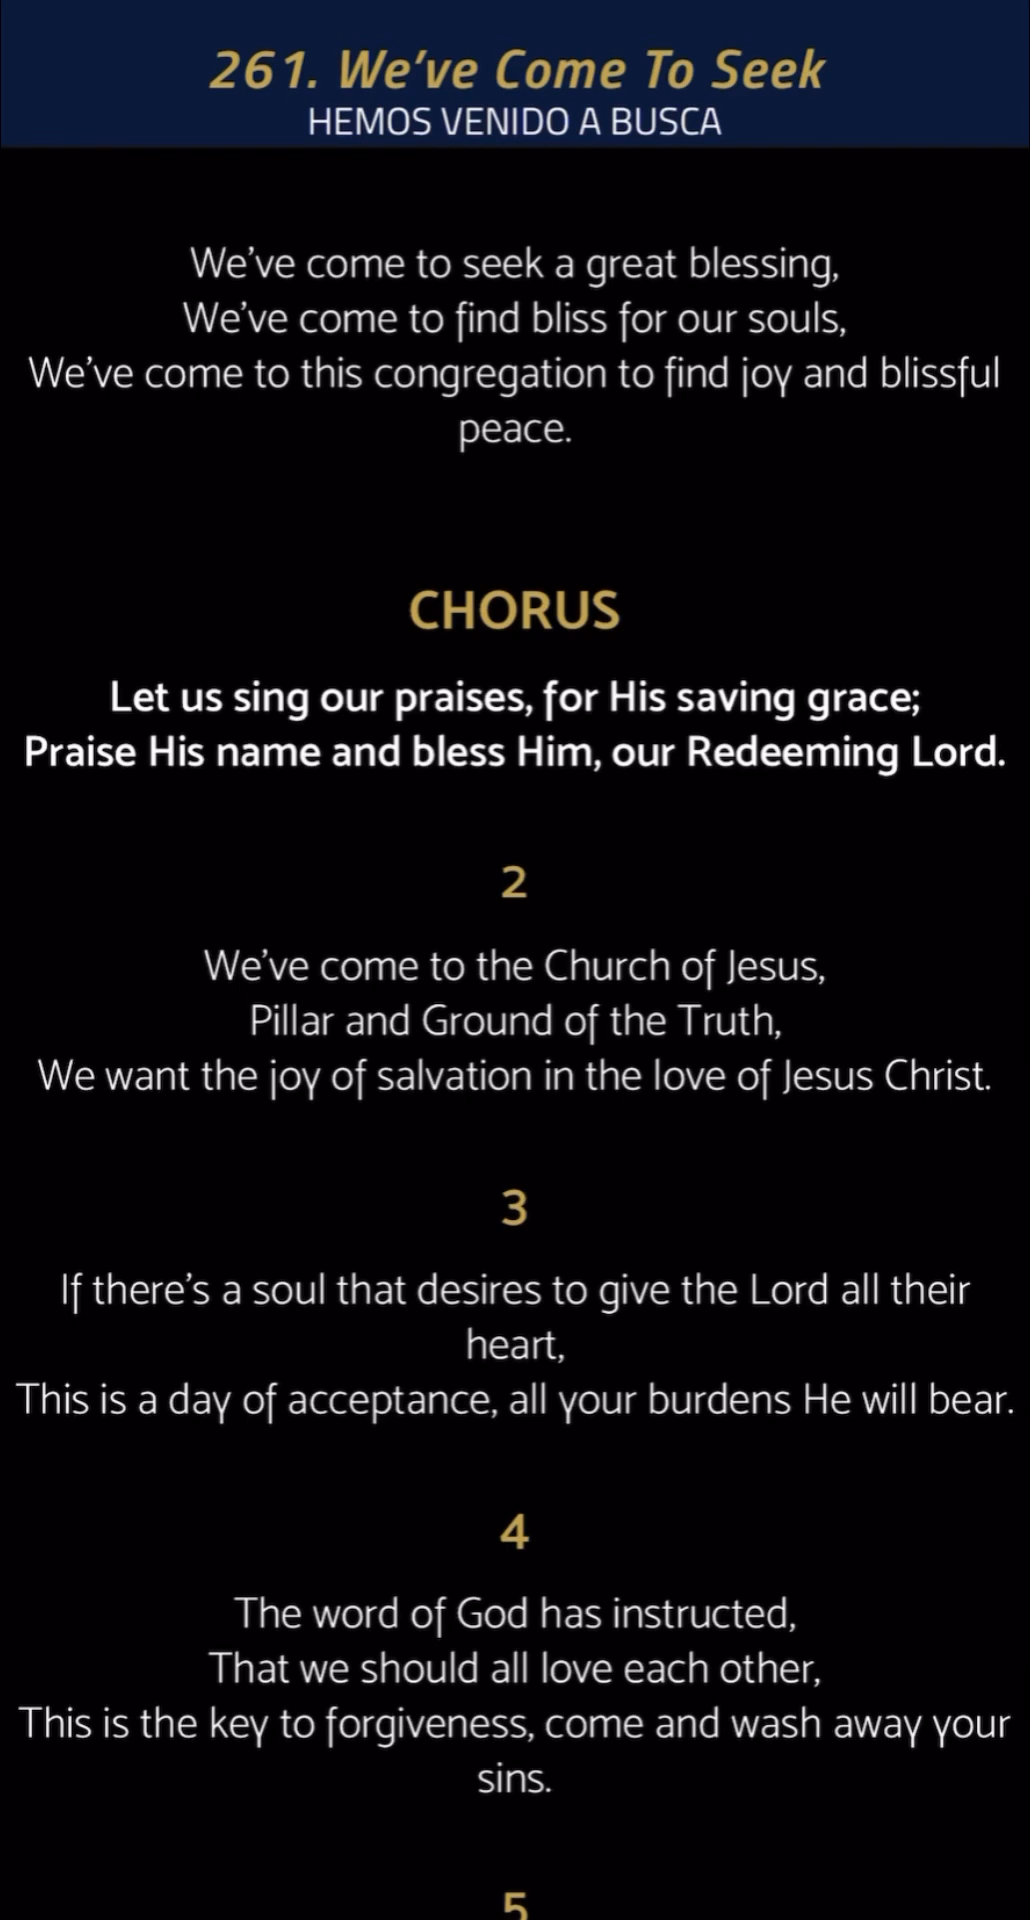 261. We've Come To Seek
HEMOS VENIDO A BUSCA
We've come to seek a great blessing,
We've come to find bliss for our souls,
We've come to this congregation to find joy and blissful
peace.
CHORUS
Let us sing our praises, for His saving grace;
Praise His name and bless Him, our Redeeming Lord.
2
We've come to the Church of Jesus,
Pillar and Ground of the Truth,
We want the joy of salvation in the love of Jesus Christ.
3
If there's a soul that desires to give the Lord all their
heart,
This is a day of acceptance, all your burdens He will bear.
4
The word of God has instructed,
That we should all love each other,
This is the key to forgiveness, come and wash away your
sins.
5